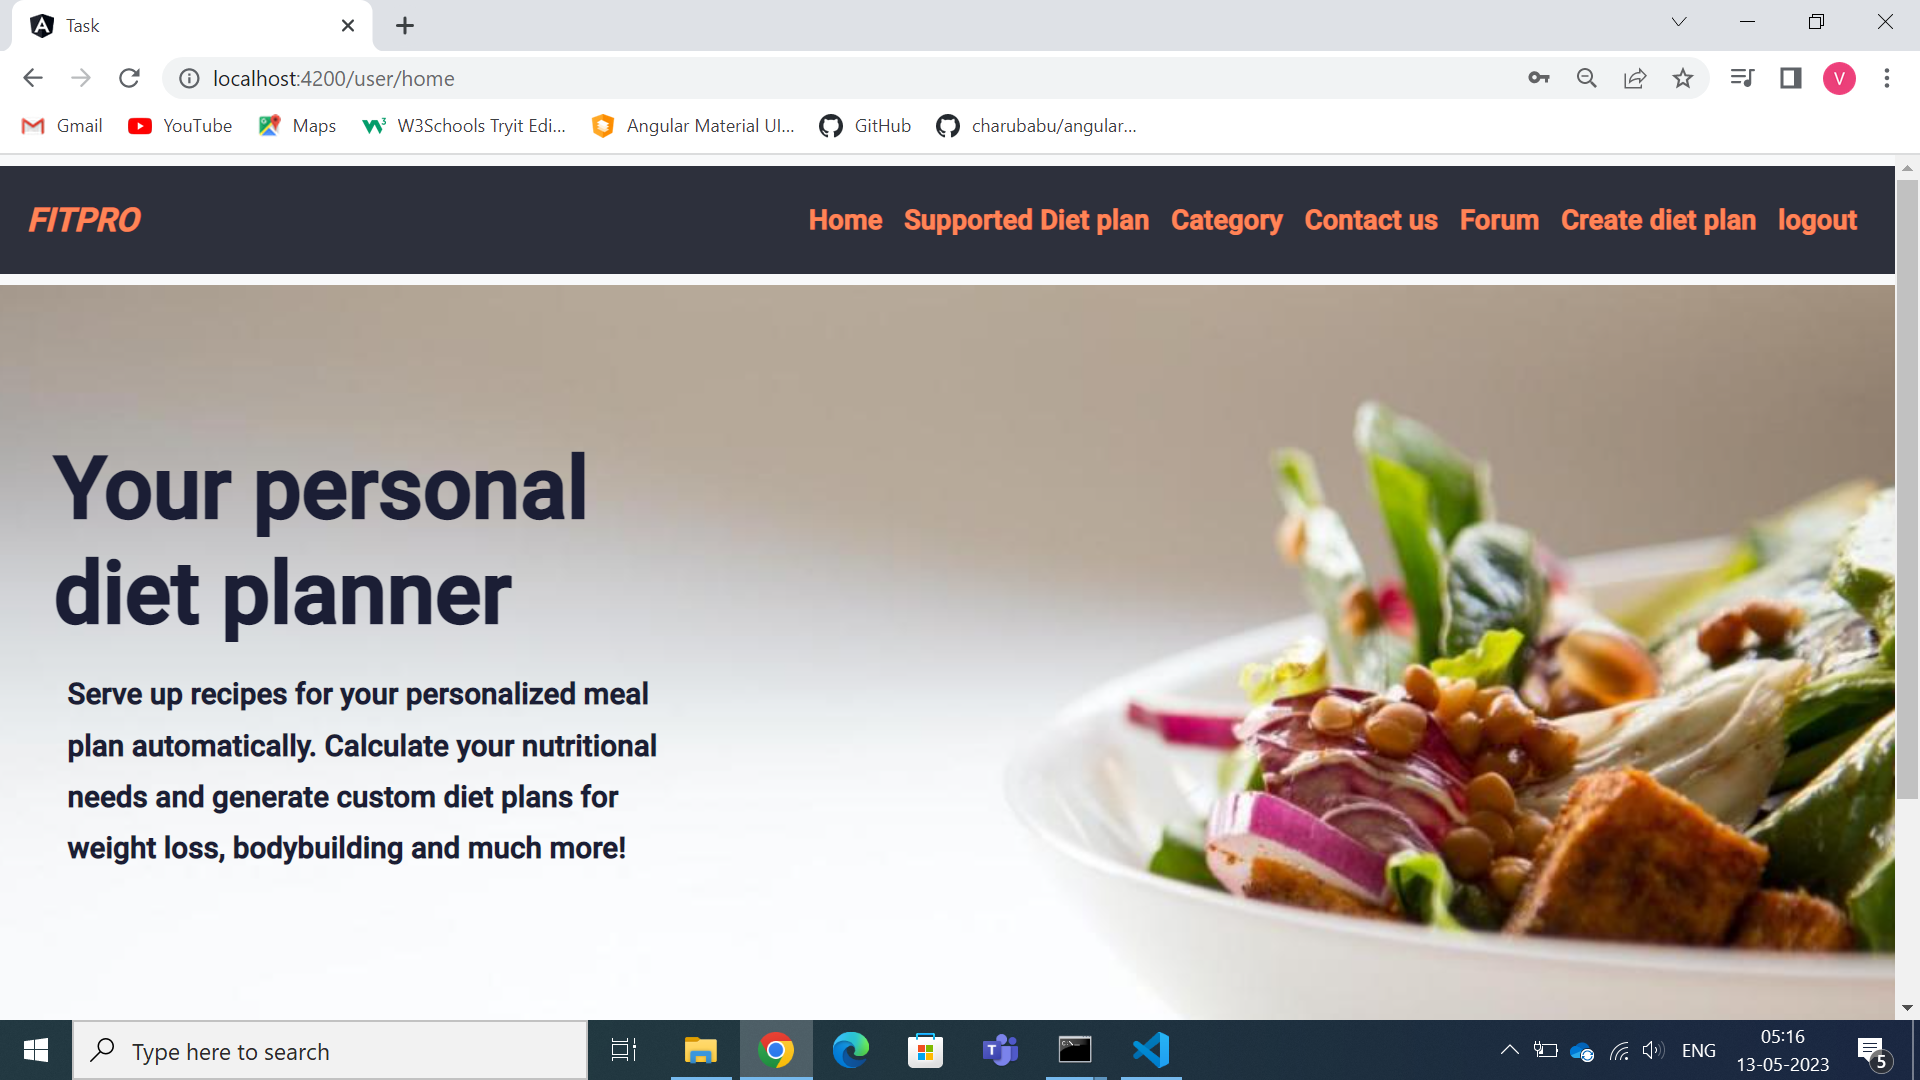 Task
localhost:4200/user/home
V
Gmail
YouTube
Maps
W3Schools Tryit Edi...
Angular Material UI...
GitHub
charubabu/angular...
FITPRO
Home
Supported Diet plan
Category
Contact us
Forum
Create diet plan
logout
Your personal
diet planner
Serve up recipes for your personalized meal
plan automatically. Calculate your nutritional
needs and generate custom diet plans for
weight loss, bodybuilding and much more!
Type here to search
ENG
05:16
13-05-2023
5